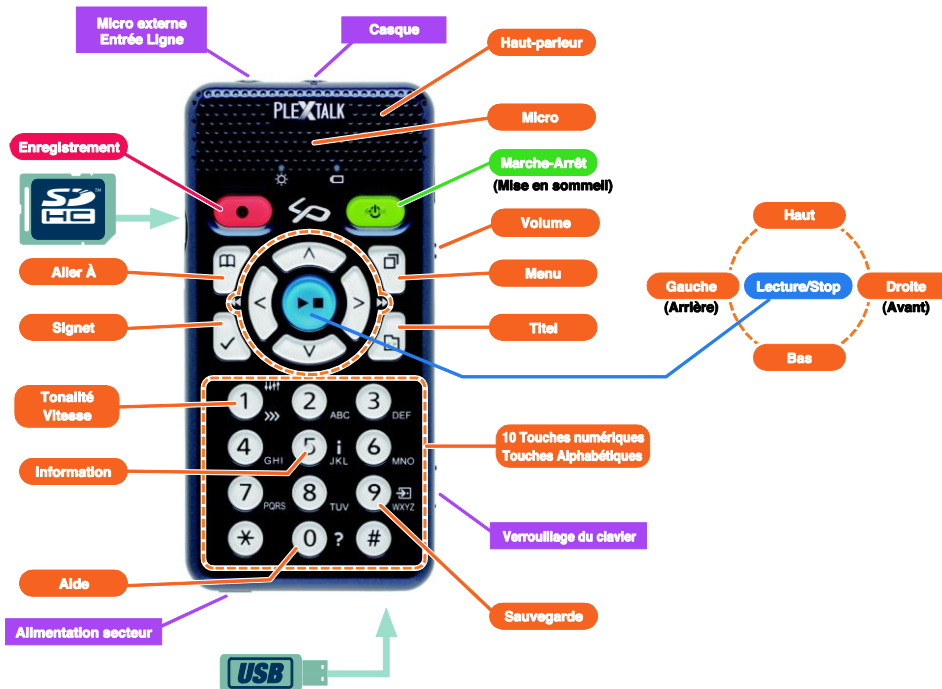 Micro externe
Entrée Ligne
Casque
Haut-parleur
PLEXTALK
Micro
Enregistrement
Marche-Arrêt
(Mise en sommeil)
SD
HC
™
Volume
Haut
Aller À
Menu
Gauche
(Arrière)
Lecture/Stop
Droite
(Avant)
Signet
Titel
Bas
Tonalité
Vitesse
1
2 ABC
3 DEF
10 Touches numériques
Touches Alphabétiques
Information
4 GHI
5 i JKL
6 MNO
7 PQRS
8 TUV
9 WXYZ
* 0 ? #
Verrouillage du clavier
Aide
Sauvegarde
Alimentation secteur
USB